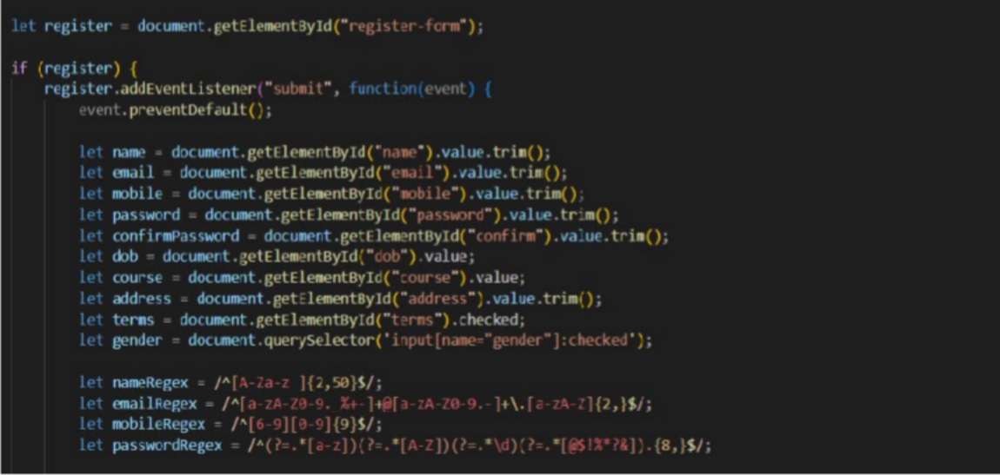 let register = document.getElementById("register-form");
if (register) {
register.addEventListener("submit", function(event) {
event.preventDefault();
let name = document.getElementById("name").value.trim();
let email = document.getElementById("email").value.trim();
let mobile = document.getElementById("mobile").value.trim();
let password = document.getElementById("password").value.trim();
let confirmPassword = document.getElementById("confirm").value.trim();
let dob = document.getElementById("dob").value;
let course = document.getElementById("course").value;
let address = document.getElementById("address").value.trim();
let terms = document.getElementById("terms").checked;
let gender = document.querySelector('input[name="gender"]:checked');
let nameRegex = /^[A-Za-z ]{2,50}$/;
let emailRegex = /^[a-zA-Z0-9._%+-]+@[a-zA-Z0-9.-]+\.[a-zA-Z]{2,}$/;
let mobileRegex = /^[6-9][0-9]{9}$/;
let passwordRegex = /^(?=.*[a-z])(?=.*[A-Z])(?=.*\d)(?=.*[@$!%*?&]).{8,}$/;